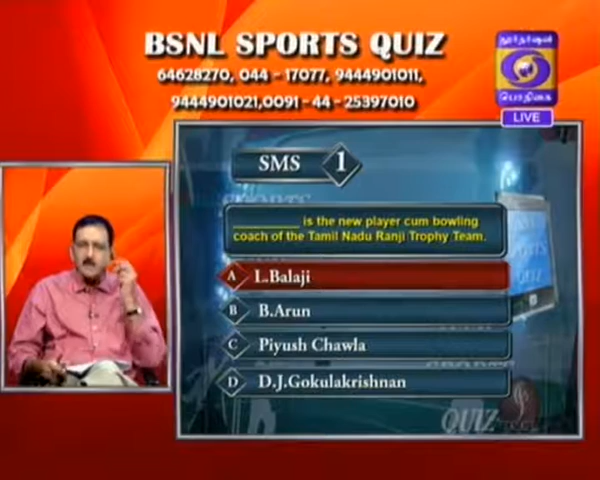 BSNL SPORTS QUIZ
64628270, 044 - 17077, 9444901011,
9444901021,0091 - 44 - 25397010
பொதிகை
LIVE
SMS 1
__________ is the new player cum bowling
coach of the Tamil Nadu Ranji Trophy Team.
A L.Balaji
B B.Arun
C Piyush Chawla
D D.J.Gokulakrishnan
QUIZ